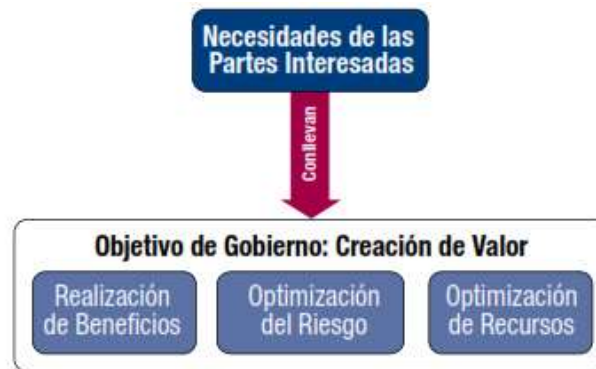 Necesidades de las
Partes Interesadas
Conllevan
Objetivo de Gobierno: Creación de Valor
Realización
de Beneficios
Optimización
del Riesgo
Optimización
de Recursos